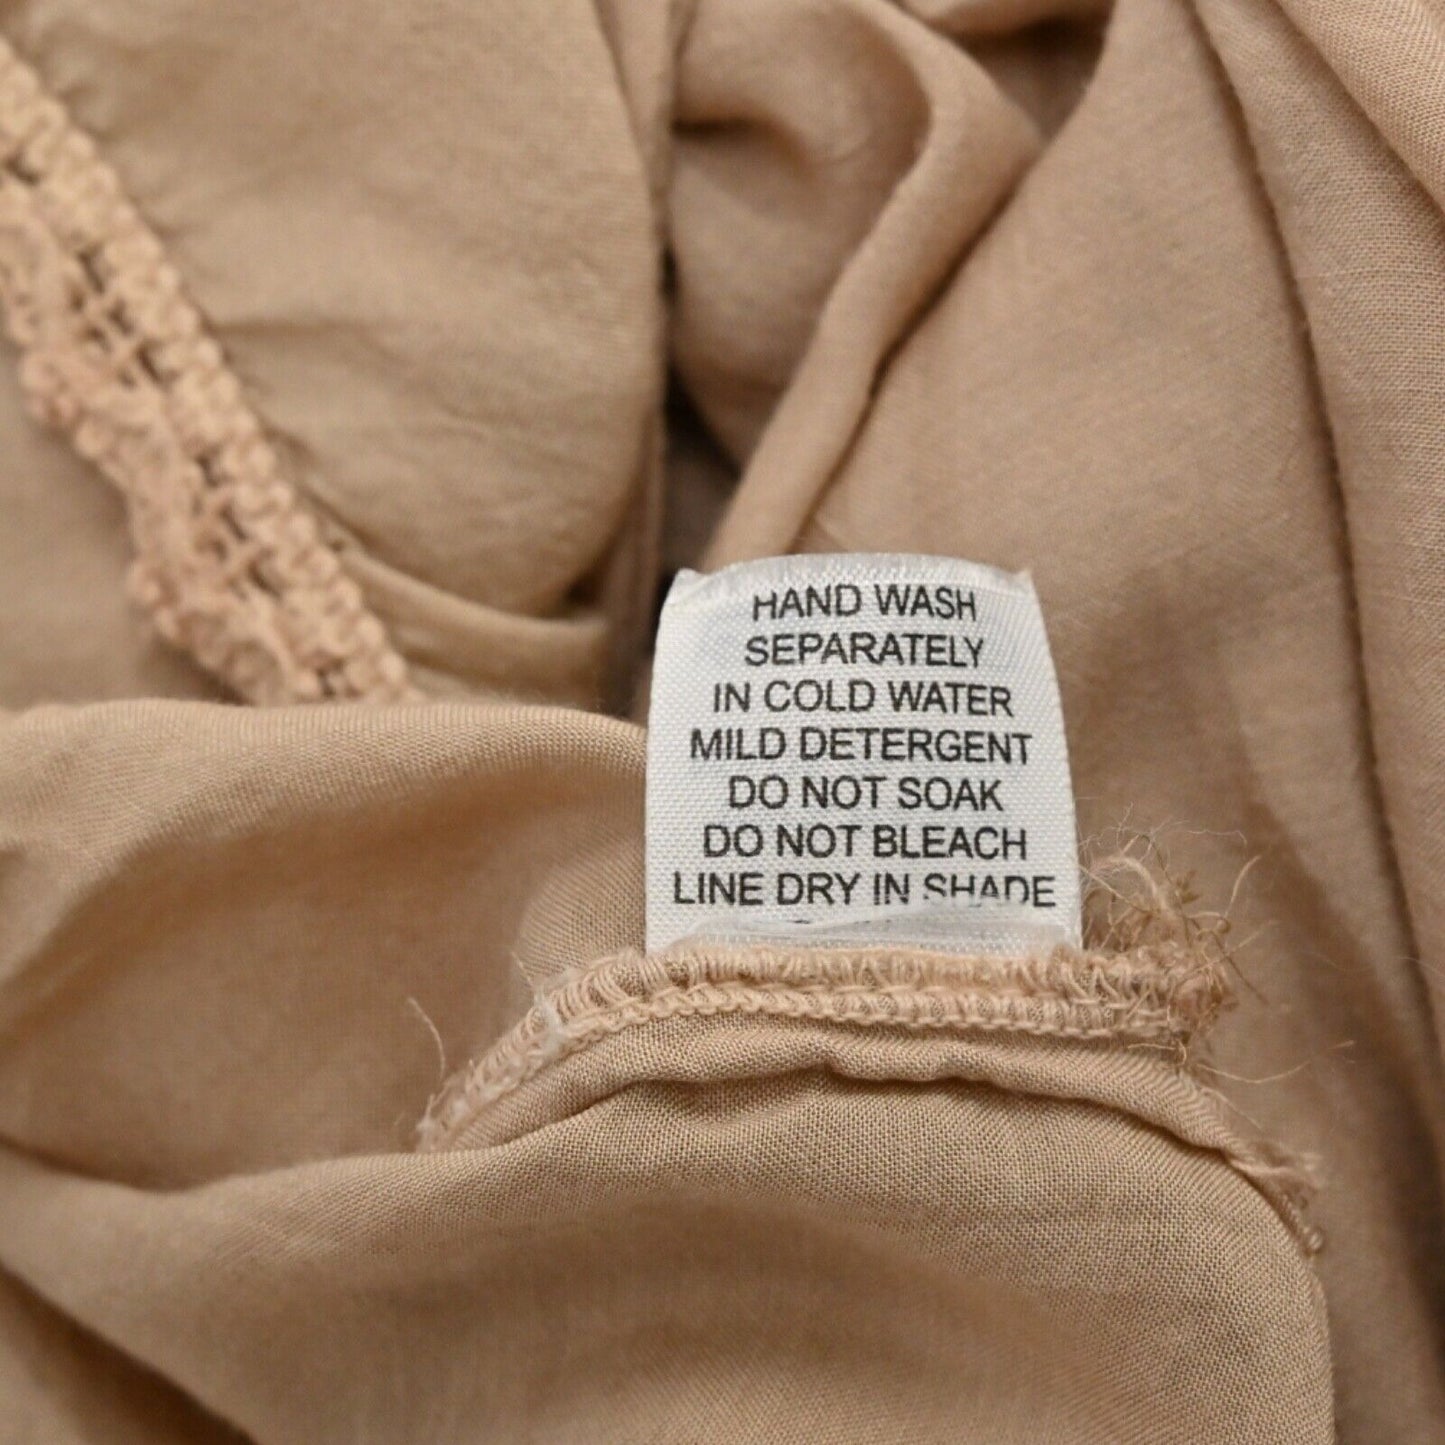 HAND WASH
SEPARATELY
IN COLD WATER
MILD DETERGENT
DO NOT SOAK
DO NOT BLEACH
LINE DRY IN SHADE